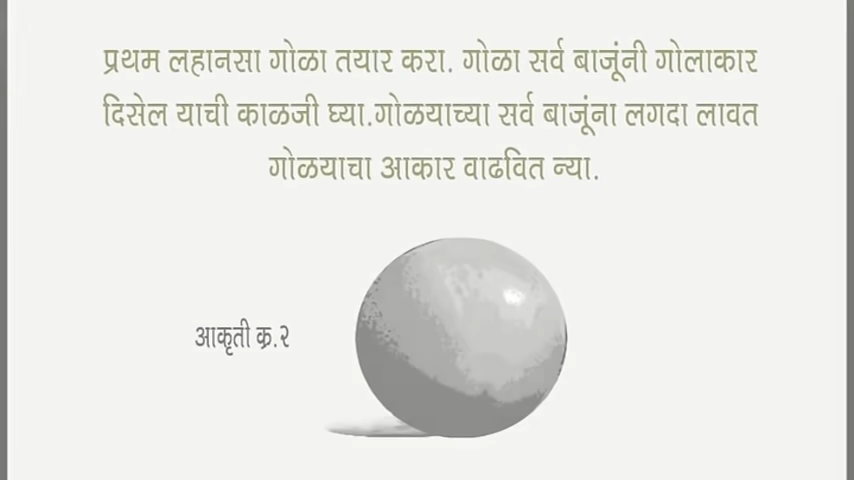 प्रथम लहानसा गोळा तयार करा. गोळा सर्व बाजूंनी गोलाकार
दिसेल याची काळजी घ्या.गोळयाच्या सर्व बाजूंना लगदा लावत
गोळयाचा आकार वाढवित न्या.
आकृती क्र.२